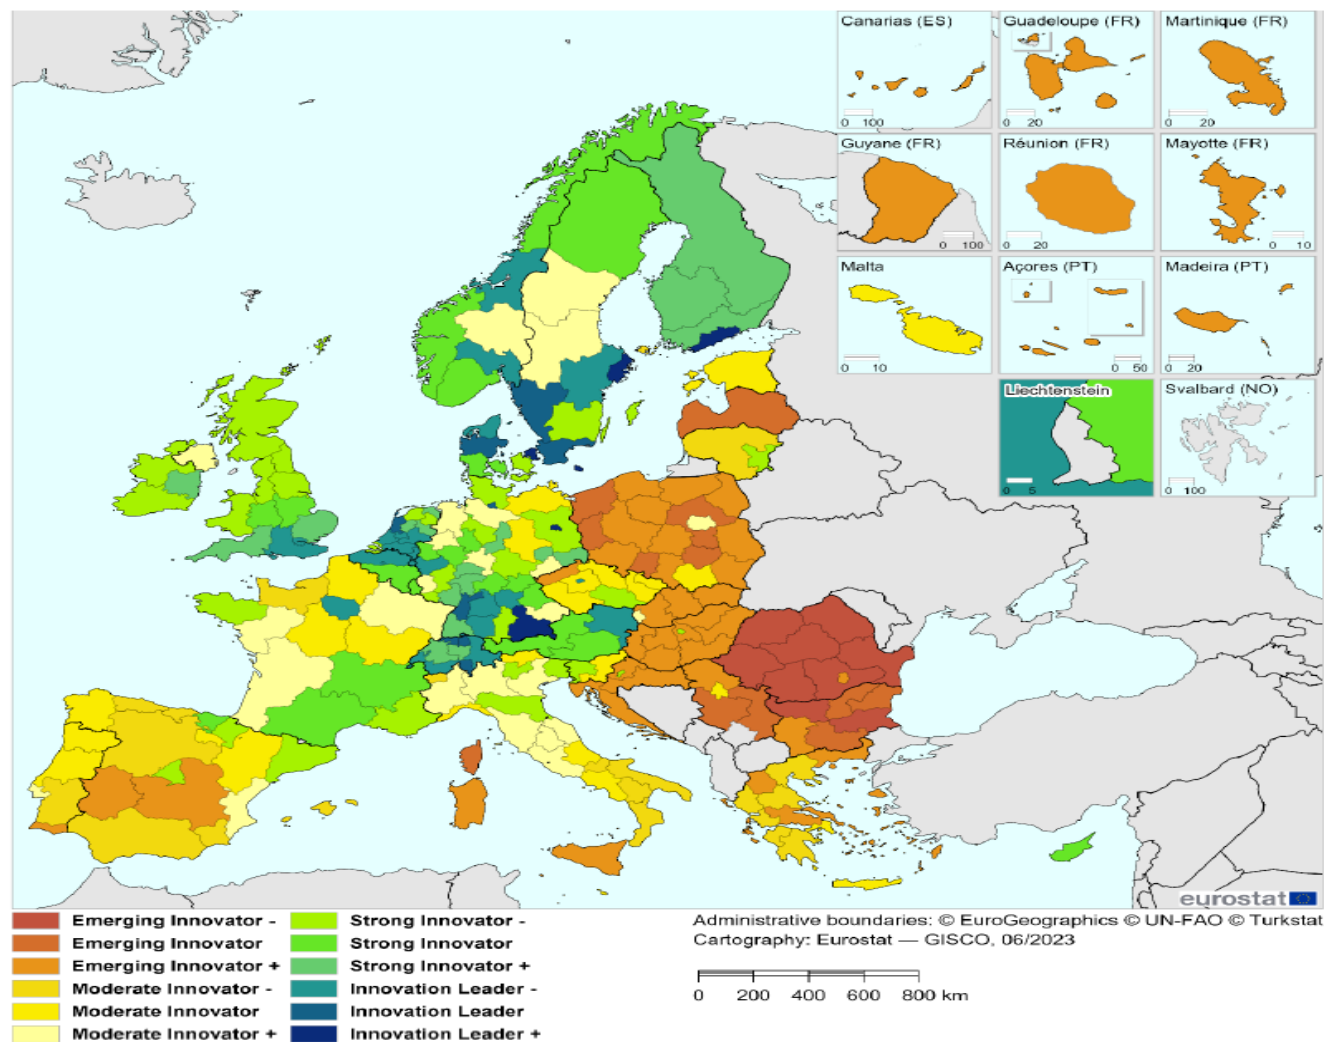 Canarias (ES)
0 100
Guadeloupe (FR)
0 20
Martinique (FR)
0 20
Guyane (FR)
0 100
Réunion (FR)
0 20
Mayotte (FR)
0 10
Malta
0 10
Açores (PT)
0 50
Madeira (PT)
0 20
Liechtenstein
0 5
Svalbard (NO)
0 100
eurostat
Emerging Innovator -
Emerging Innovator
Emerging Innovator +
Moderate Innovator -
Moderate Innovator
Moderate Innovator +
Strong Innovator -
Strong Innovator
Strong Innovator +
Innovation Leader -
Innovation Leader
Innovation Leader +
Administrative boundaries: © EuroGeographics © UN-FAO © Turkstat
Cartography: Eurostat — GISCO, 06/2023
0 200 400 600 800 km